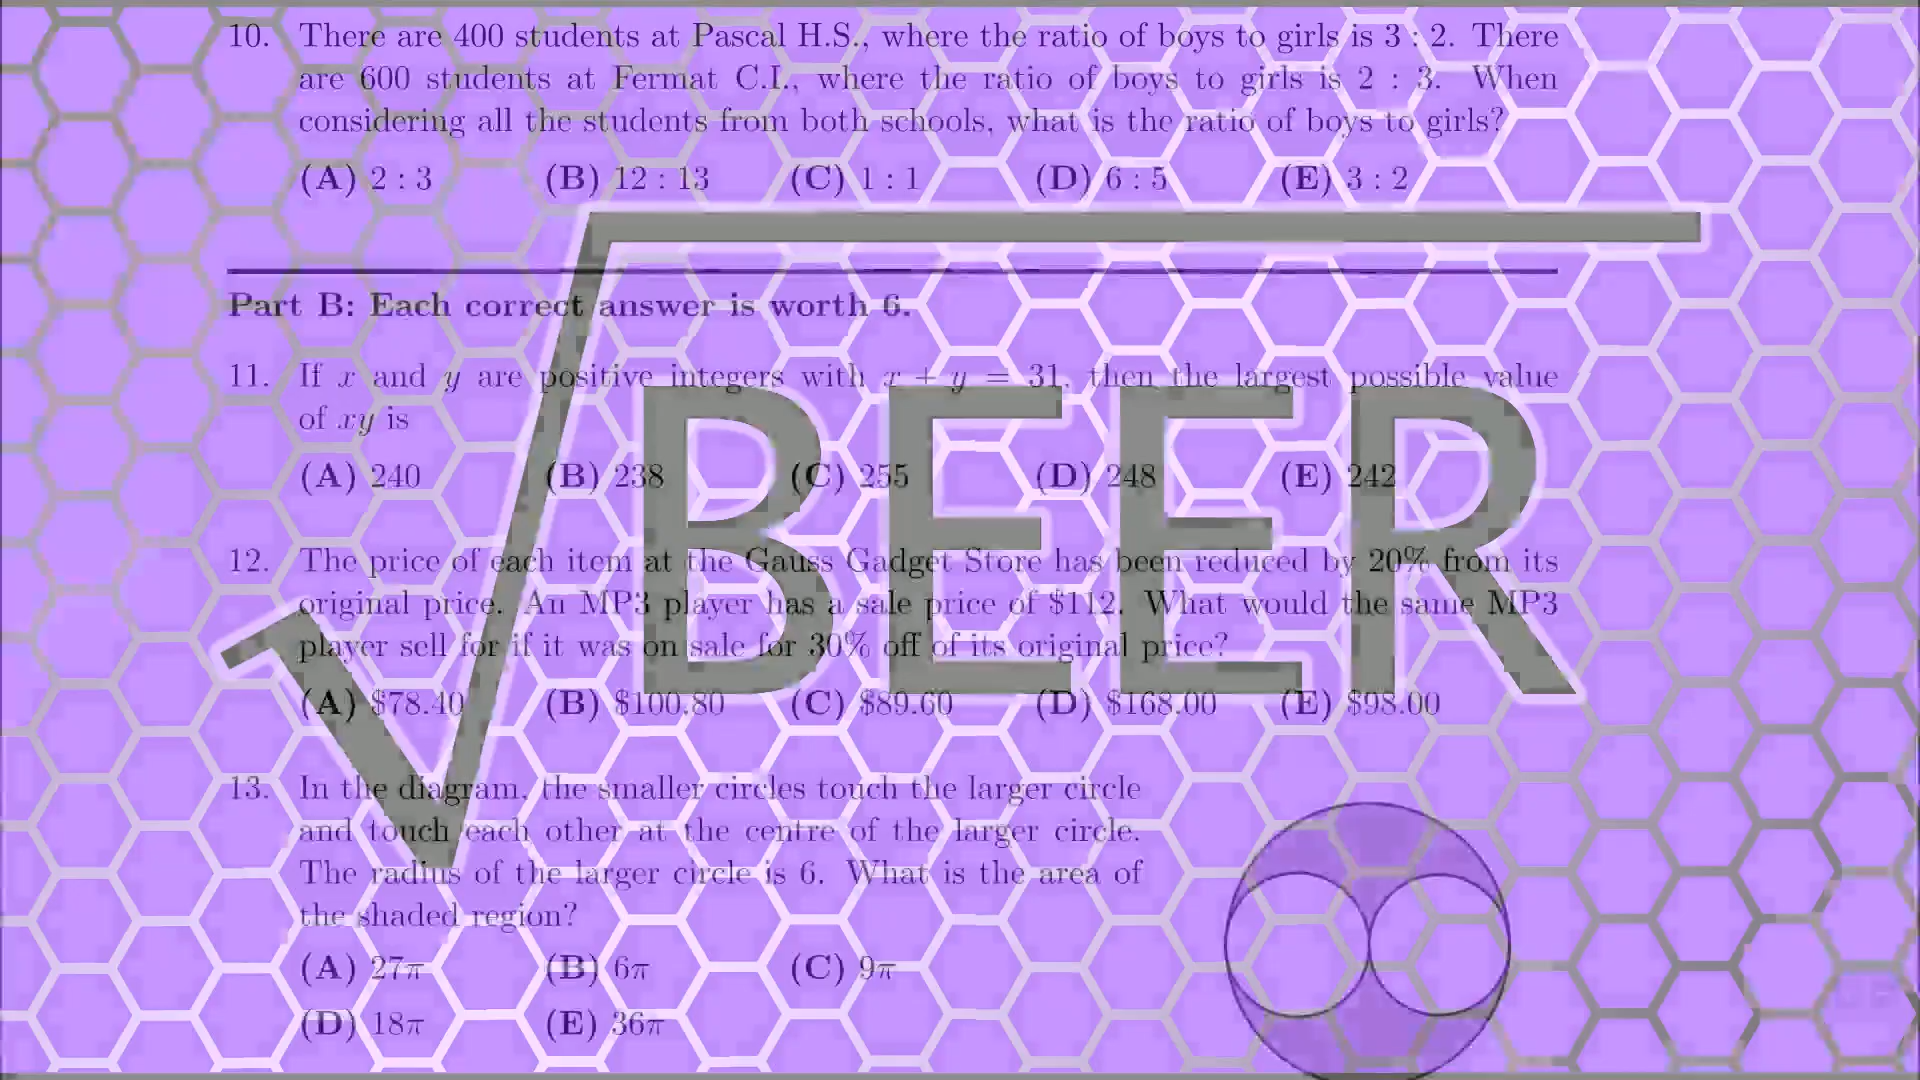 10. There are 400 students at Pascal H.S., where the ratio of boys to girls is 3 : 2. There
are 600 students at Fermat C.I., where the ratio of boys to girls is 2 : 3. When
considering all the students from both schools, what is the ratio of boys to girls?
(A) 2 : 3 (B) 12 : 13 (C) 1 : 1 (D) 6 : 5 (E) 3 : 2
Part B: Each correct answer is worth 6.
11. If x and y are positive integers with x + y = 31, then the largest possible value
of xy is
(A) 240 (B) 238 (C) 255 (D) 248 (E) 242
√BEER
12. The price of each item at the Gauss Gadget Store has been reduced by 20% from its
original price. An MP3 player has a sale price of $112. What would the same MP3
player sell for if it was on sale for 30% off of its original price?
(A) $78.40 (B) $100.80 (C) $89.60 (D) $168.00 (E) $98.00
13. In the diagram, the smaller circles touch the larger circle
and touch each other at the centre of the larger circle.
The radius of the larger circle is 6. What is the area of
the shaded region?
(A) 27π (B) 6π (C) 9π
(D) 18π (E) 36π